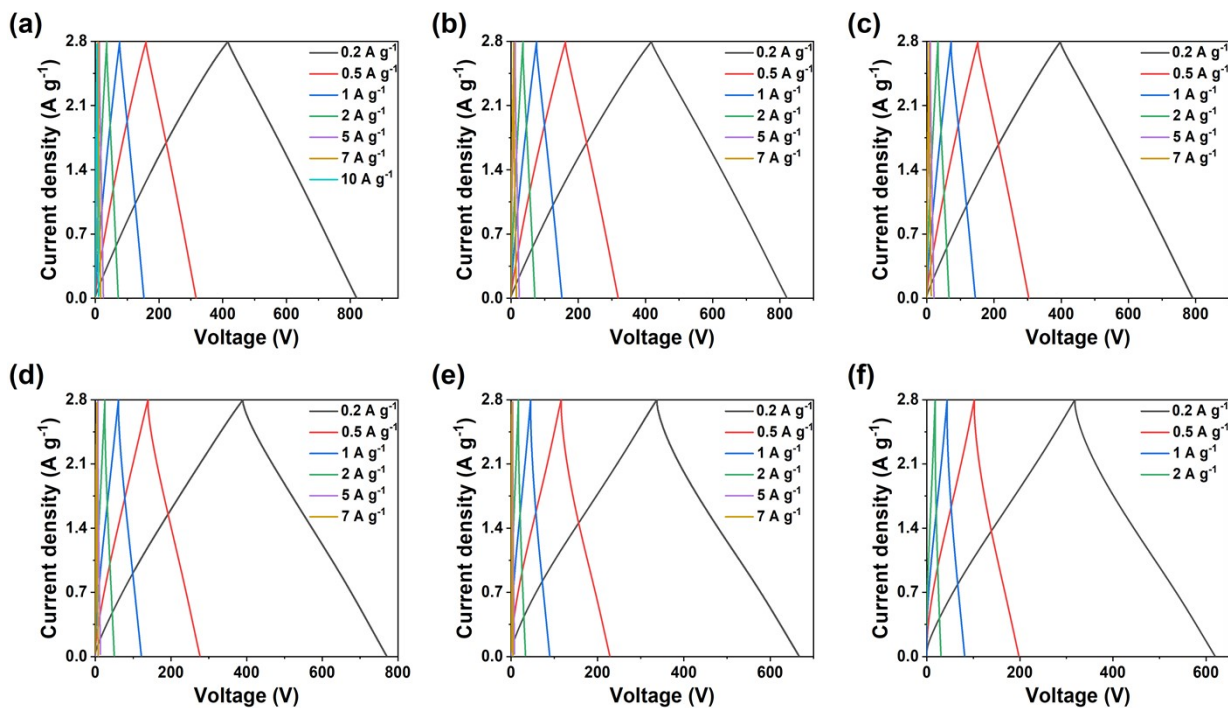 (a)
2.8
2.1
1.4
0.7
0.0
0 200 400 600 800
Current density (A g⁻¹)
Voltage (V)
0.2 A g⁻¹
0.5 A g⁻¹
1 A g⁻¹
2 A g⁻¹
5 A g⁻¹
7 A g⁻¹
10 A g⁻¹
(b)
2.8
2.1
1.4
0.7
0.0
0 200 400 600 800
Current density (A g⁻¹)
Voltage (V)
0.2 A g⁻¹
0.5 A g⁻¹
1 A g⁻¹
2 A g⁻¹
5 A g⁻¹
7 A g⁻¹
(c)
2.8
2.1
1.4
0.7
0.0
0 200 400 600 800
Current density (A g⁻¹)
Voltage (V)
0.2 A g⁻¹
0.5 A g⁻¹
1 A g⁻¹
2 A g⁻¹
5 A g⁻¹
7 A g⁻¹
(d)
2.8
2.1
1.4
0.7
0.0
0 200 400 600 800
Current density (A g⁻¹)
Voltage (V)
0.2 A g⁻¹
0.5 A g⁻¹
1 A g⁻¹
2 A g⁻¹
5 A g⁻¹
7 A g⁻¹
(e)
2.8
2.1
1.4
0.7
0.0
0 200 400 600
Current density (A g⁻¹)
Voltage (V)
0.2 A g⁻¹
0.5 A g⁻¹
1 A g⁻¹
2 A g⁻¹
5 A g⁻¹
7 A g⁻¹
(f)
2.8
2.1
1.4
0.7
0.0
0 200 400 600
Current density (A g⁻¹)
Voltage (V)
0.2 A g⁻¹
0.5 A g⁻¹
1 A g⁻¹
2 A g⁻¹